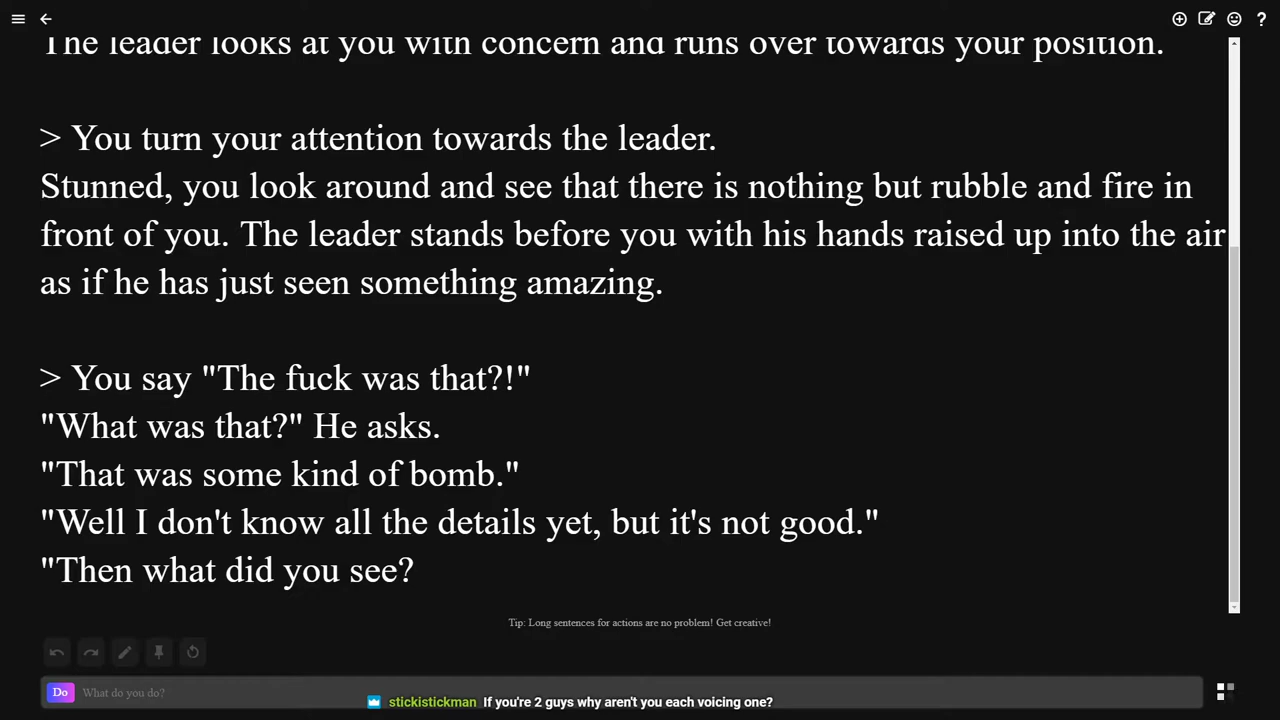 The leader looks at you with concern and runs over towards your position.
> You turn your attention towards the leader.
Stunned, you look around and see that there is nothing but rubble and fire in
front of you. The leader stands before you with his hands raised up into the air
as if he has just seen something amazing.
> You say "The fuck was that?!"
"What was that?" He asks.
"That was some kind of bomb."
"Well I don't know all the details yet, but it's not good."
"Then what did you see?
Tip: Long sentences for actions are no problem! Get creative!
Do What do you do?
stickistickman If you're 2 guys why aren't you each voicing one?